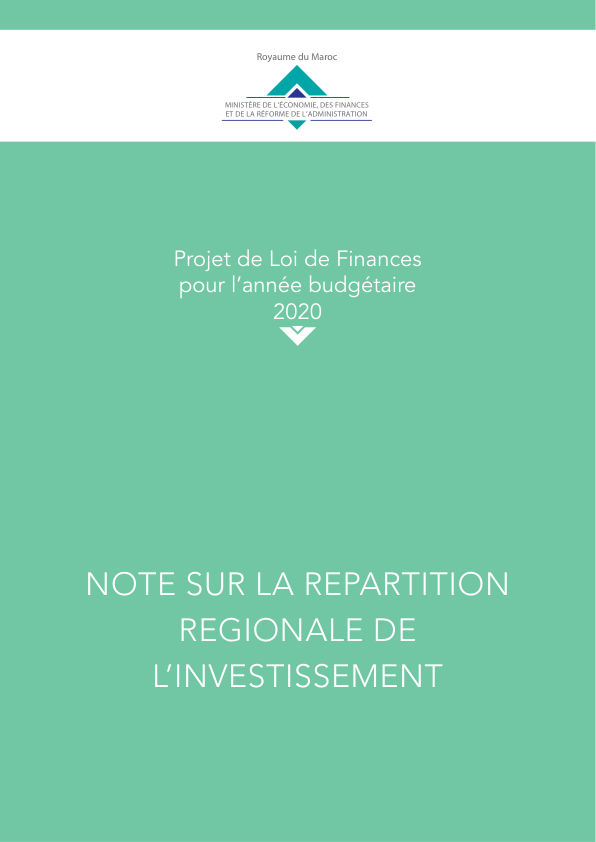 Royaume du Maroc
MINISTÈRE DE L'ÉCONOMIE, DES FINANCES
ET DE LA RÉFORME DE L'ADMINISTRATION
Projet de Loi de Finances
pour l’année budgétaire
2020
NOTE SUR LA REPARTITION
REGIONALE DE
L’INVESTISSEMENT